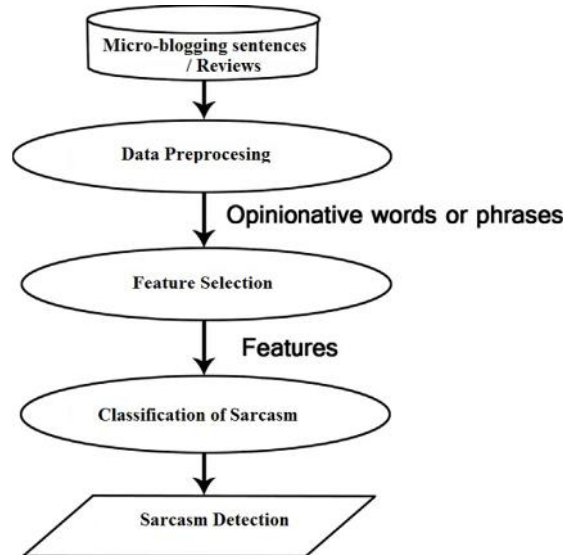 Micro-blogging sentences
/ Reviews
Data Preprocesing
Opinionative words or phrases
Feature Selection
Features
Classification of Sarcasm
Sarcasm Detection